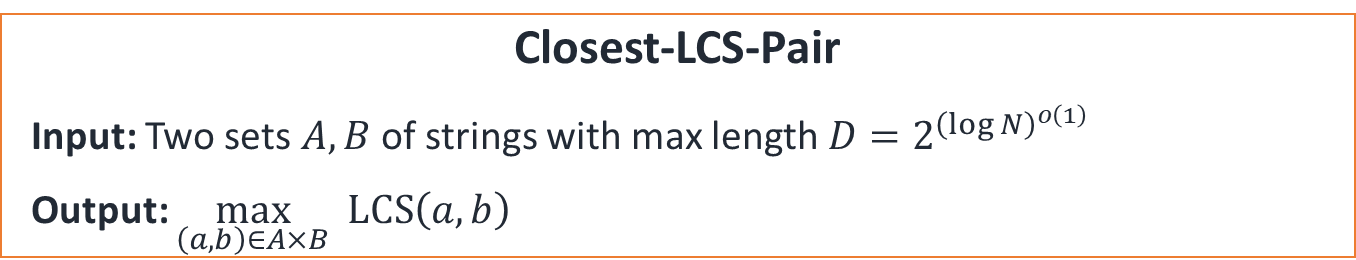 Closest-LCS-Pair
Input: Two sets A, B of strings with max length D = 2^{(log N)^{o(1)}}
Output: max_{(a,b)∈A×B} LCS(a, b)